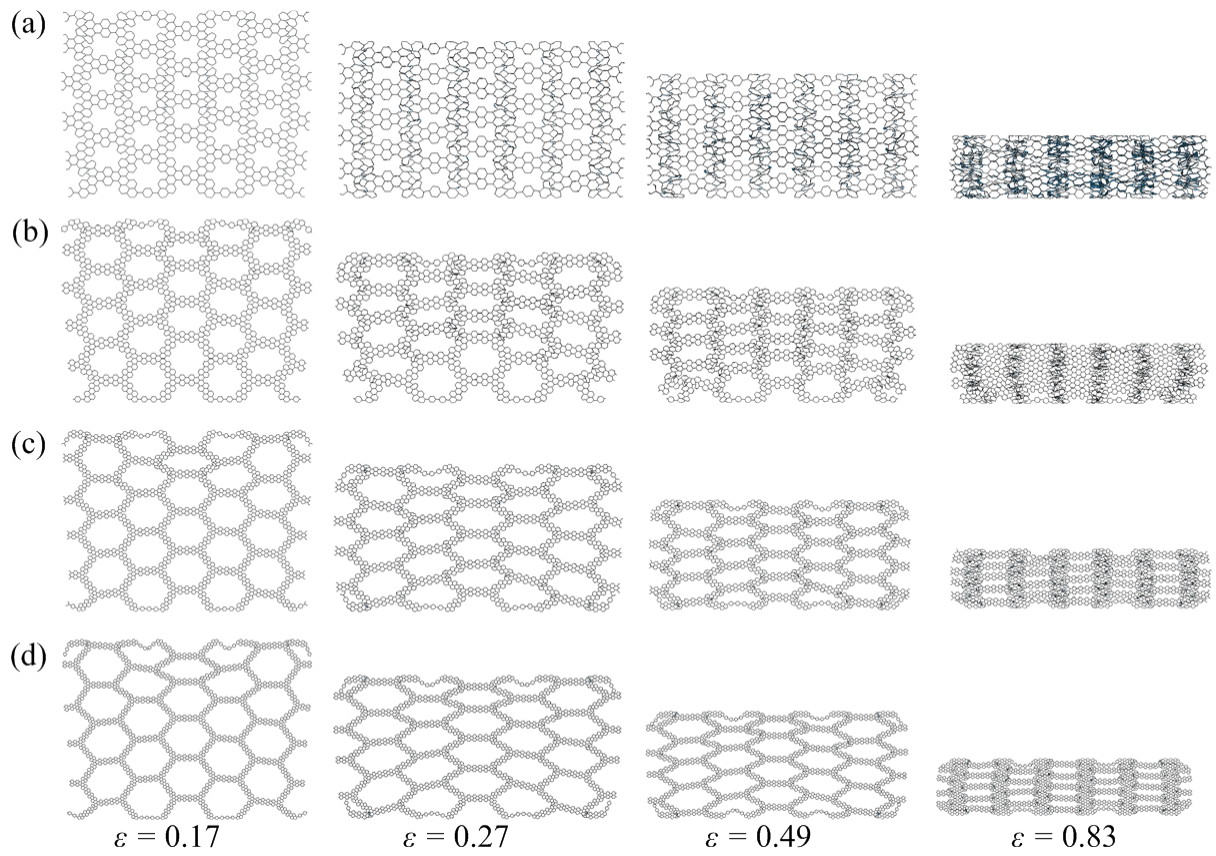 (a)
(b)
(c)
(d)
ε = 0.17 ε = 0.27 ε = 0.49 ε = 0.83